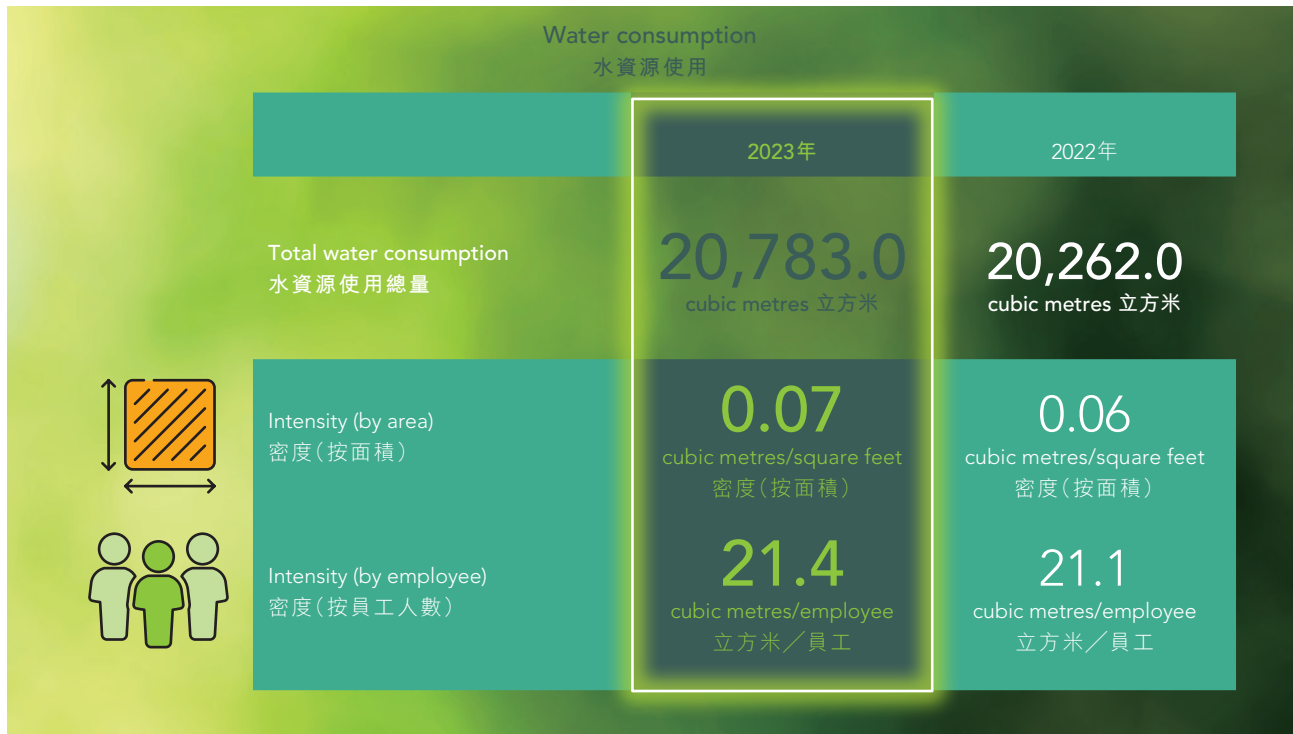 Water consumption
水資源使用
2023年
2022年
Total water consumption
水資源使用總量
20,783.0
cubic metres 立方米
20,262.0
cubic metres 立方米
Intensity (by area)
密度（按面積）
0.07
cubic metres/square feet
密度（按面積）
0.06
cubic metres/square feet
密度（按面積）
Intensity (by employee)
密度（按員工人數）
21.4
cubic metres/employee
立方米／員工
21.1
cubic metres/employee
立方米／員工